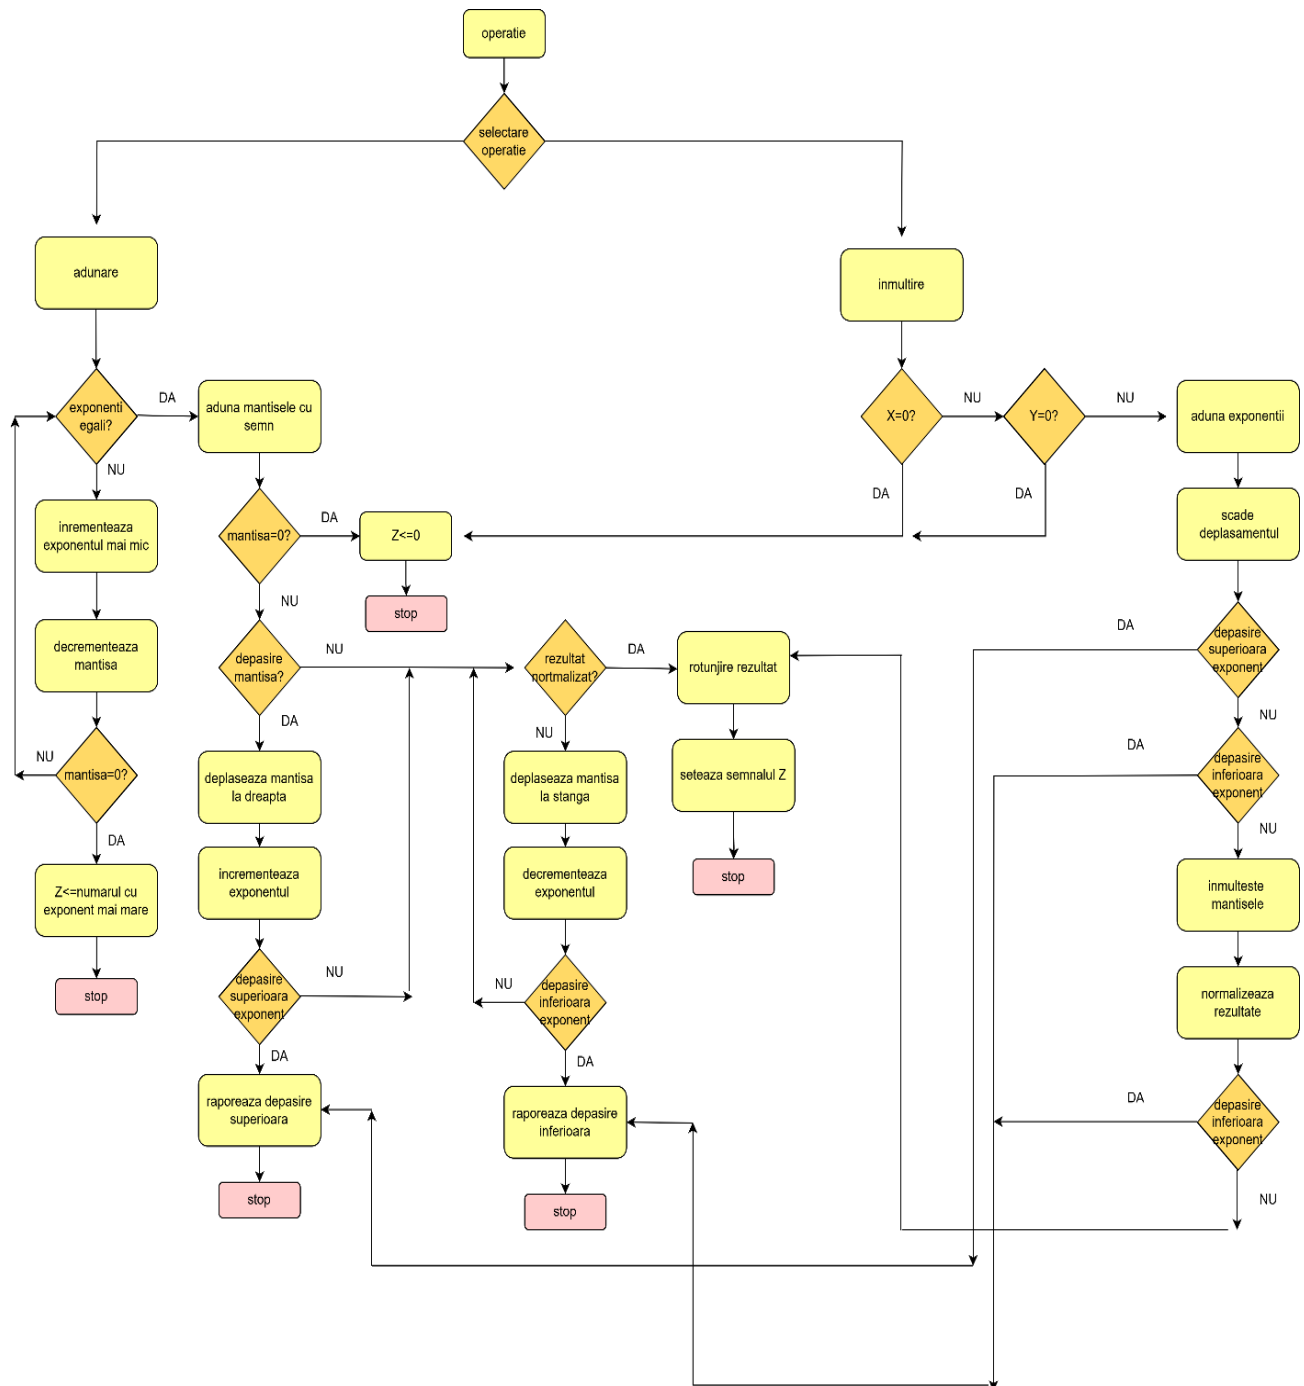 operatie
selectare
operatie
adunare
inmultire
exponenti
egali?
DA
aduna mantisele cu
semn
X=0?
NU
Y=0?
NU
aduna exponentii
NU
DA
DA
inrementeaza
exponentul mai mic
mantisa=0?
DA
Z<=0
scade
deplasamentul
stop
NU
decrementeaza
mantisa
depasire
mantisa?
NU
rezultat
nortmalizat?
DA
rotunjire rezultat
DA
depasire
superioara
exponent
DA
NU
NU
NU
mantisa=0?
deplaseaza mantisa
la dreapta
deplaseaza mantisa
la stanga
seteaza semnalul Z
DA
depasire
inferioara
exponent
DA
NU
Z<=numarul cu
exponent mai mare
incrementeaza
exponentul
decrementeaza
exponentul
stop
inmulteste
mantisele
stop
depasire
superioara
exponent
NU
NU
depasire
inferioara
exponent
normalizeaza
rezultate
DA
DA
raporeaza depasire
superioara
raporeaza depasire
inferioara
DA
depasire
inferioara
exponent
stop
stop
NU